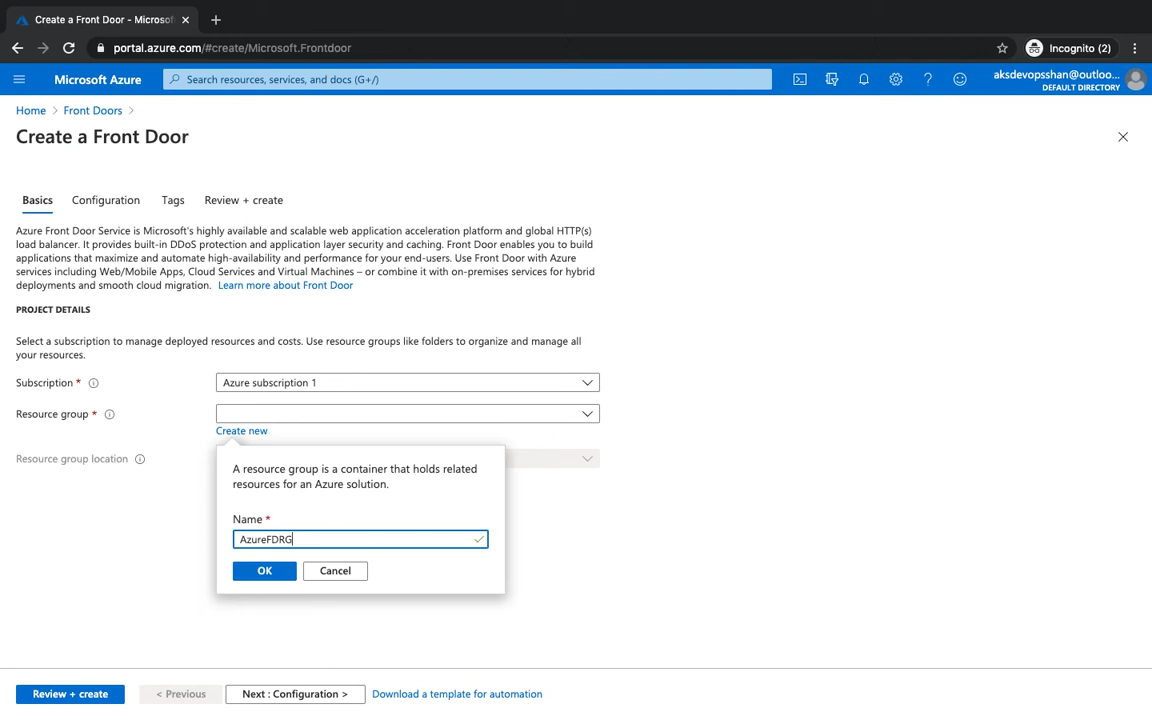 Create a Front Door - Microsof
portal.azure.com/#create/Microsoft.Frontdoor
Incognito (2)
Microsoft Azure
Search resources, services, and docs (G+/)
aksdevopsshan@outloo...
DEFAULT DIRECTORY
Home > Front Doors >
Create a Front Door
Basics Configuration Tags Review + create
Azure Front Door Service is Microsoft's highly available and scalable web application acceleration platform and global HTTP(s)
load balancer. It provides built-in DDoS protection and application layer security and caching. Front Door enables you to build
applications that maximize and automate high-availability and performance for your end-users. Use Front Door with Azure
services including Web/Mobile Apps, Cloud Services and Virtual Machines – or combine it with on-premises services for hybrid
deployments and smooth cloud migration. Learn more about Front Door
PROJECT DETAILS
Select a subscription to manage deployed resources and costs. Use resource groups like folders to organize and manage all
your resources.
Subscription *
Azure subscription 1
Resource group *
Create new
Resource group location
A resource group is a container that holds related
resources for an Azure solution.
Name *
AzureFDRG
OK Cancel
Review + create < Previous Next : Configuration > Download a template for automation